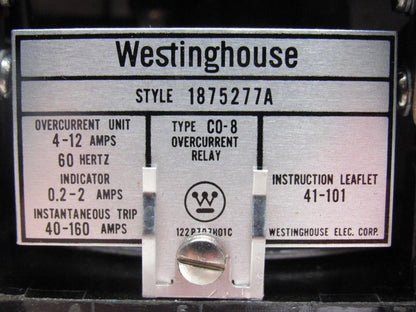 Westinghouse
STYLE 1875277A
OVERCURRENT UNIT
4-12 AMPS
60 HERTZ
INDICATOR
0.2-2 AMPS
INSTANTANEOUS TRIP
40-160 AMPS
TYPE CO-8
OVERCURRENT
RELAY
W
INSTRUCTION LEAFLET
41-101
WESTINGHOUSE ELEC. CORP.